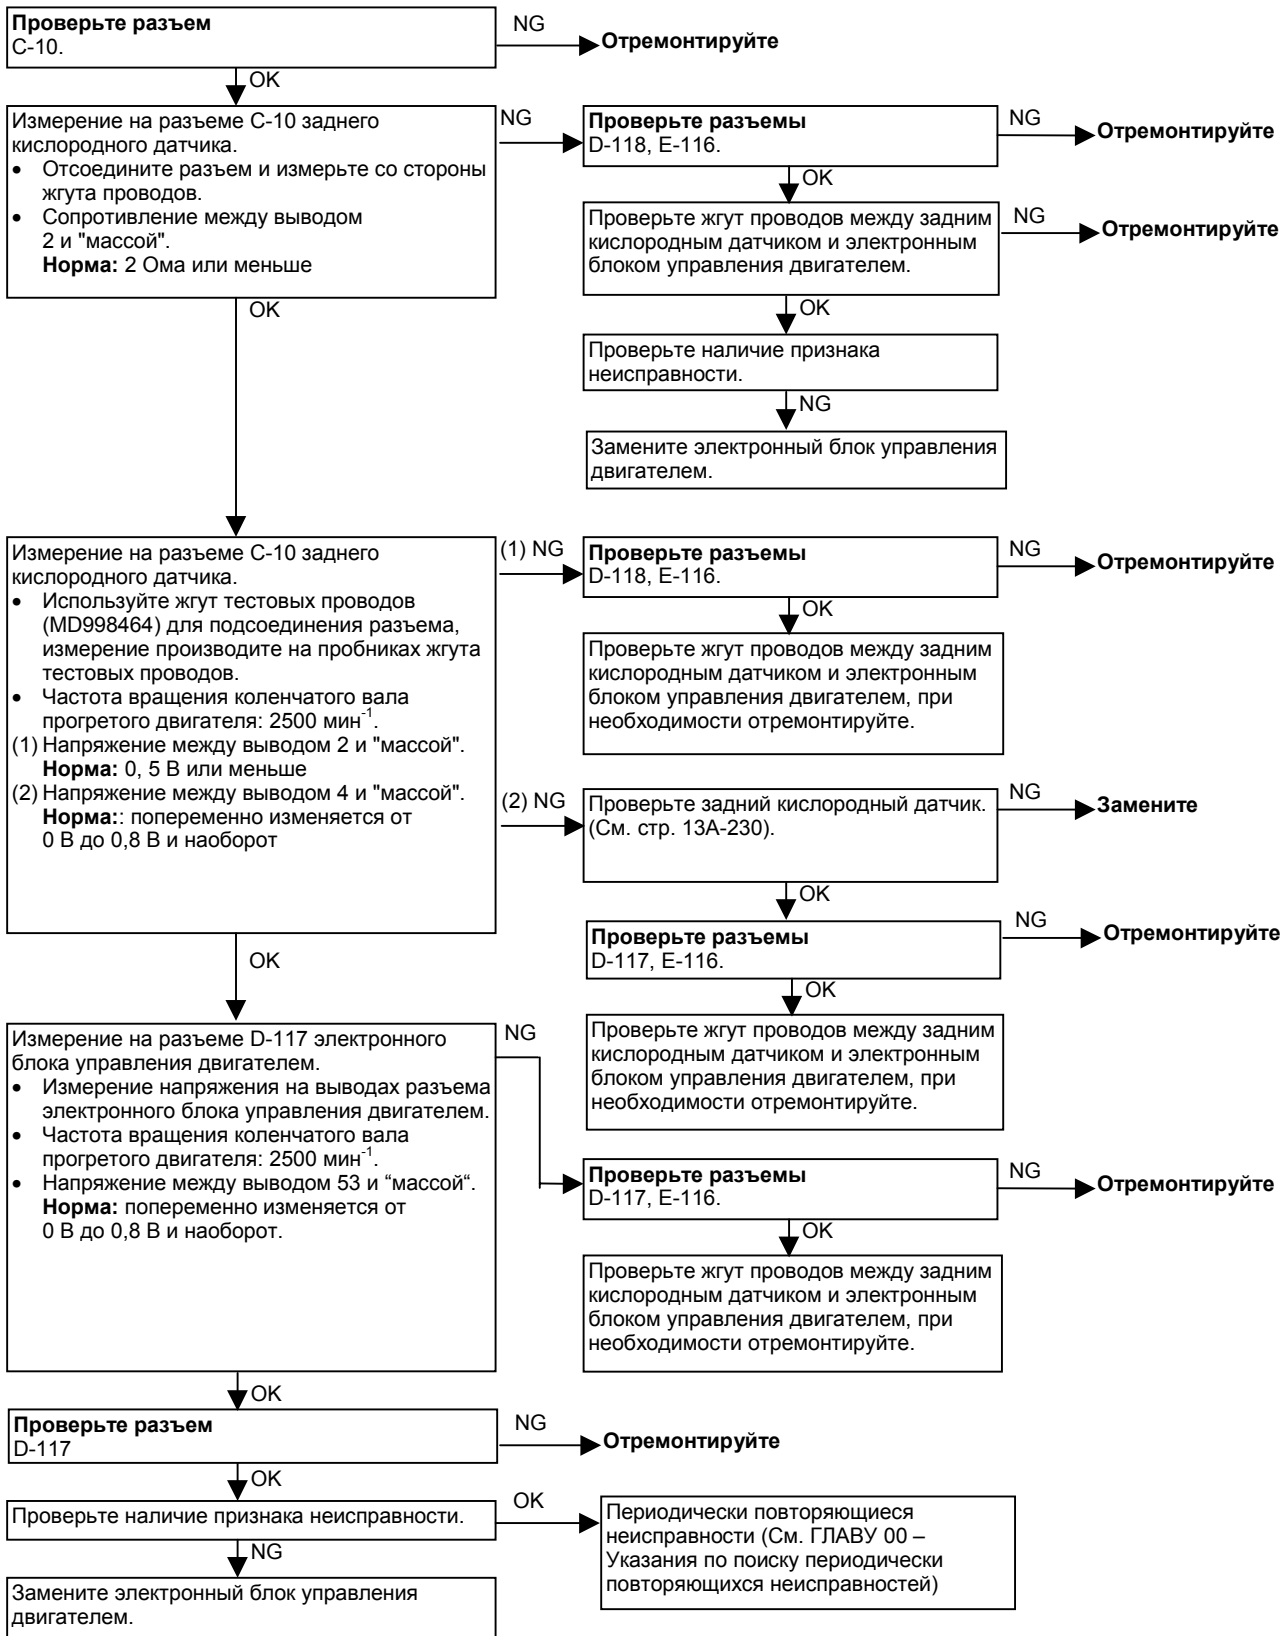 Проверьте разъем
C-10.
NG
Отремонтируйте
OK
Измерение на разъеме C-10 заднего
кислородного датчика.
• Отсоедините разъем и измерьте со стороны
жгута проводов.
• Сопротивление между выводом
2 и "массой".
Норма: 2 Ома или меньше
NG
Проверьте разъемы
D-118, E-116.
NG
Отремонтируйте
OK
Проверьте жгут проводов между задним
кислородным датчиком и электронным
блоком управления двигателем.
NG
Отремонтируйте
OK
Проверьте наличие признака
неисправности.
NG
Замените электронный блок управления
двигателем.
OK
Измерение на разъеме C-10 заднего
кислородного датчика.
• Используйте жгут тестовых проводов
(MD998464) для подсоединения разъема,
измерение производите на пробниках жгута
тестовых проводов.
• Частота вращения коленчатого вала
прогретого двигателя: 2500 мин-1.
(1) Напряжение между выводом 2 и "массой".
Норма: 0, 5 В или меньше
(2) Напряжение между выводом 4 и "массой".
Норма:: попеременно изменяется от
0 В до 0,8 В и наоборот
(1) NG
Проверьте разъемы
D-118, E-116.
NG
Отремонтируйте
OK
Проверьте жгут проводов между задним
кислородным датчиком и электронным
блоком управления двигателем, при
необходимости отремонтируйте.
(2) NG
Проверьте задний кислородный датчик.
(См. стр. 13A-230).
NG
Замените
OK
Проверьте разъемы
D-117, E-116.
NG
Отремонтируйте
OK
Проверьте жгут проводов между задним
кислородным датчиком и электронным
блоком управления двигателем, при
необходимости отремонтируйте.
OK
Измерение на разъеме D-117 электронного
блока управления двигателем.
• Измерение напряжения на выводах разъема
электронного блока управления двигателем.
• Частота вращения коленчатого вала
прогретого двигателя: 2500 мин-1.
• Напряжение между выводом 53 и “массой“.
Норма: попеременно изменяется от
0 В до 0,8 В и наоборот.
NG
Проверьте разъемы
D-117, E-116.
NG
Отремонтируйте
OK
Проверьте жгут проводов между задним
кислородным датчиком и электронным
блоком управления двигателем, при
необходимости отремонтируйте.
OK
Проверьте разъем
D-117
NG
Отремонтируйте
OK
Проверьте наличие признака неисправности.
OK
Периодически повторяющиеся
неисправности (См. ГЛАВУ 00 –
Указания по поиску периодически
повторяющихся неисправностей)
NG
Замените электронный блок управления
двигателем.